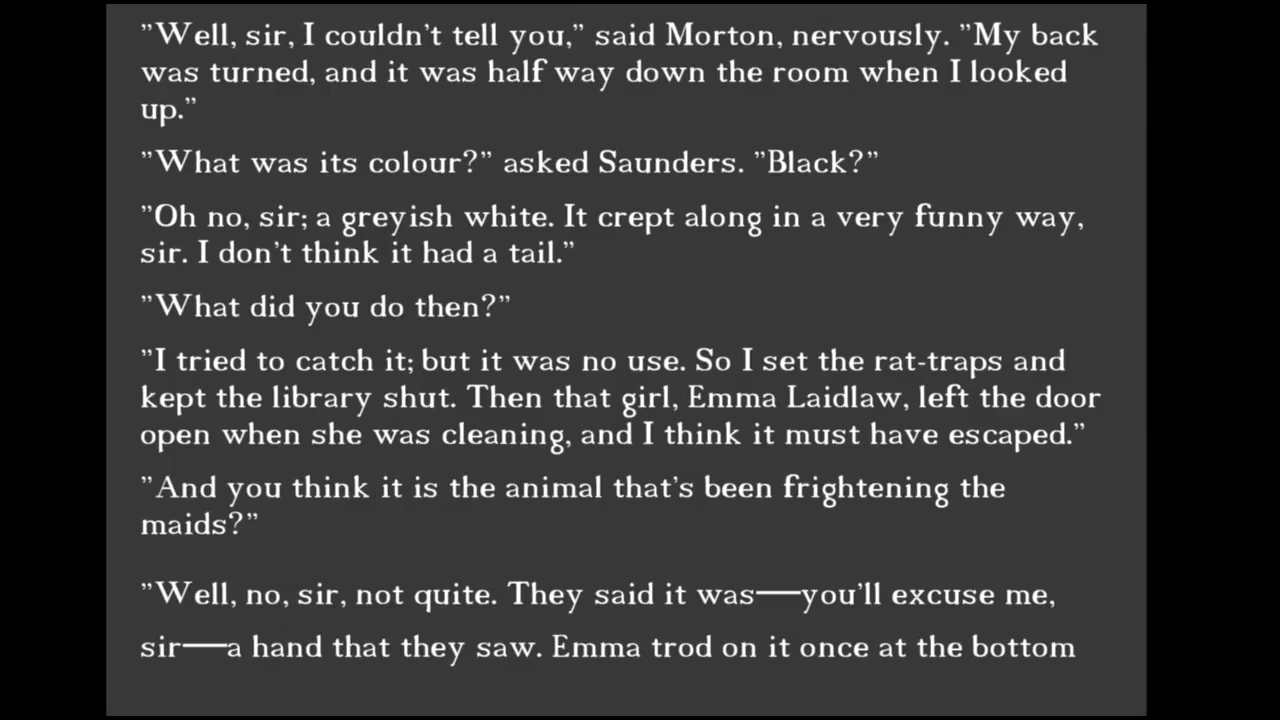 ”Well, sir, I couldn’t tell you,” said Morton, nervously. ”My back
was turned, and it was half way down the room when I looked
up.”
”What was its colour?” asked Saunders. ”Black?”
”Oh no, sir; a greyish white. It crept along in a very funny way,
sir. I don’t think it had a tail.”
”What did you do then?”
”I tried to catch it; but it was no use. So I set the rat-traps and
kept the library shut. Then that girl, Emma Laidlaw, left the door
open when she was cleaning, and I think it must have escaped.”
”And you think it is the animal that’s been frightening the
maids?”
”Well, no, sir, not quite. They said it was—you’ll excuse me,
sir—a hand that they saw. Emma trod on it once at the bottom